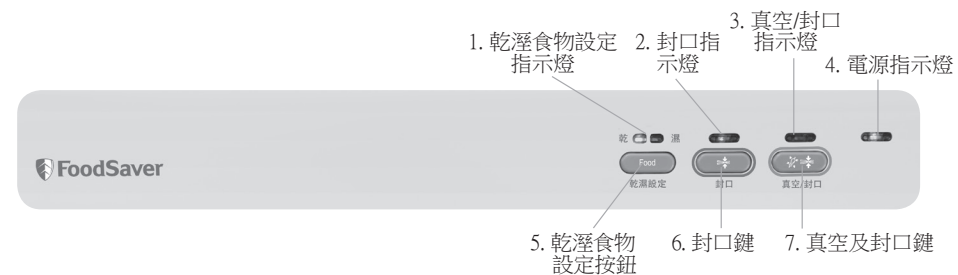 1. 乾溼食物設定
指示燈
2. 封口指
示燈
3. 真空/封口
指示燈
4. 電源指示燈
乾
濕
FoodSaver
Food
乾濕設定
封口
真空/封口
5. 乾溼食物
設定按鈕
6. 封口鍵
7. 真空及封口鍵